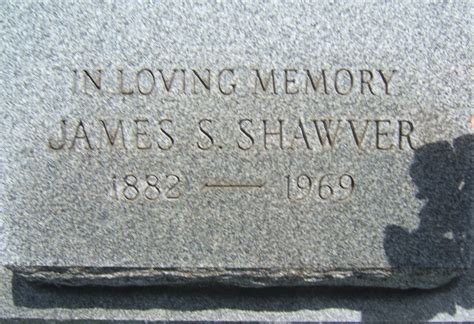 IN LOVING MEMORY
JAMES S. SHAWVER
1882 — 1969